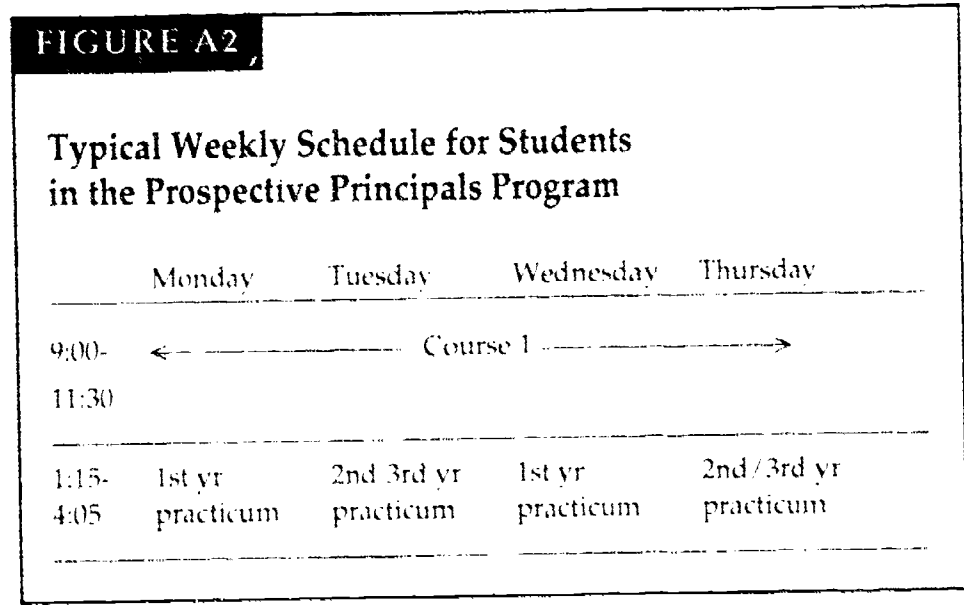 FIGURE A2,
Typical Weekly Schedule for Students
in the Prospective Principals Program
Monday Tuesday Wednesday Thursday
9:00- Course 1
11:30
1:15- 1st yr 2nd 3rd yr 1st yr 2nd/3rd yr
4:05 practicum practicum practicum practicum